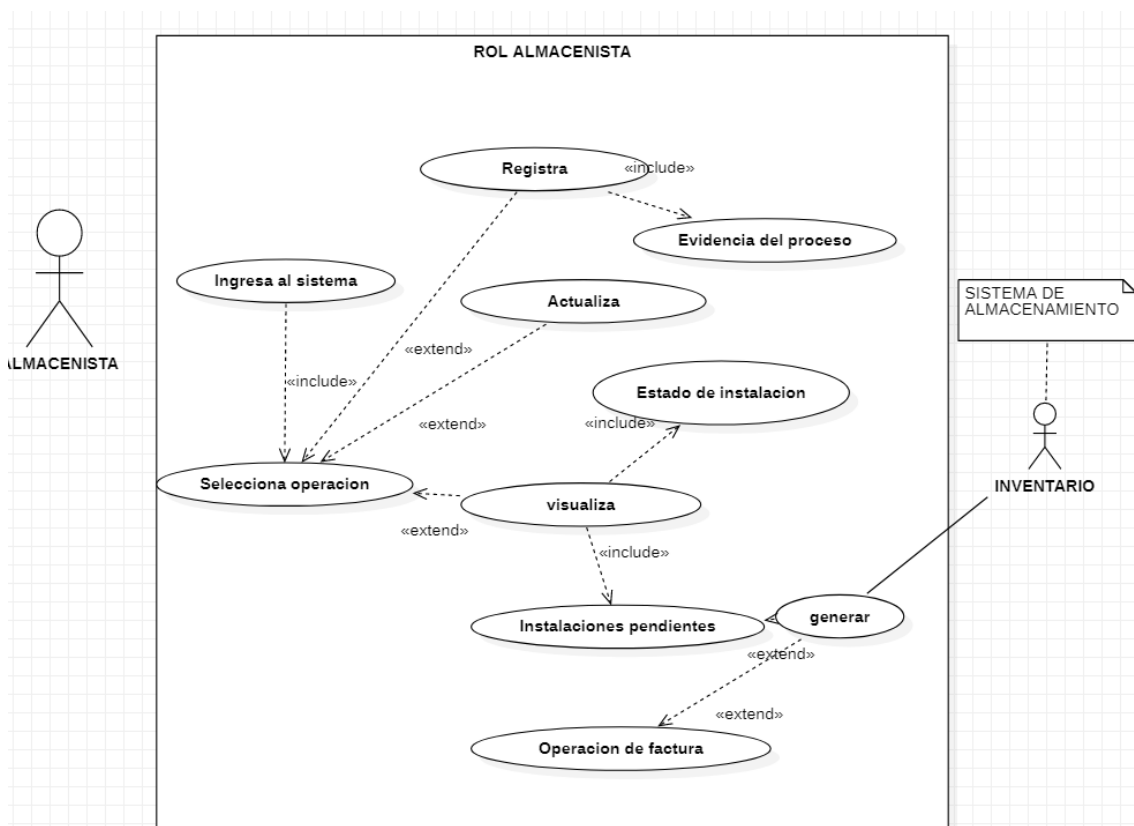 ROL ALMACENISTA
Registra
«include»
Evidencia del proceso
Ingresa al sistema
Actualiza
SISTEMA DE
ALMACENAMIENTO
«extend»
ALMACENISTA
«include»
Estado de instalacion
«extend»
«include»
Selecciona operacion
INVENTARIO
visualiza
«extend»
«include»
Instalaciones pendientes
generar
«extend»
«extend»
Operacion de factura